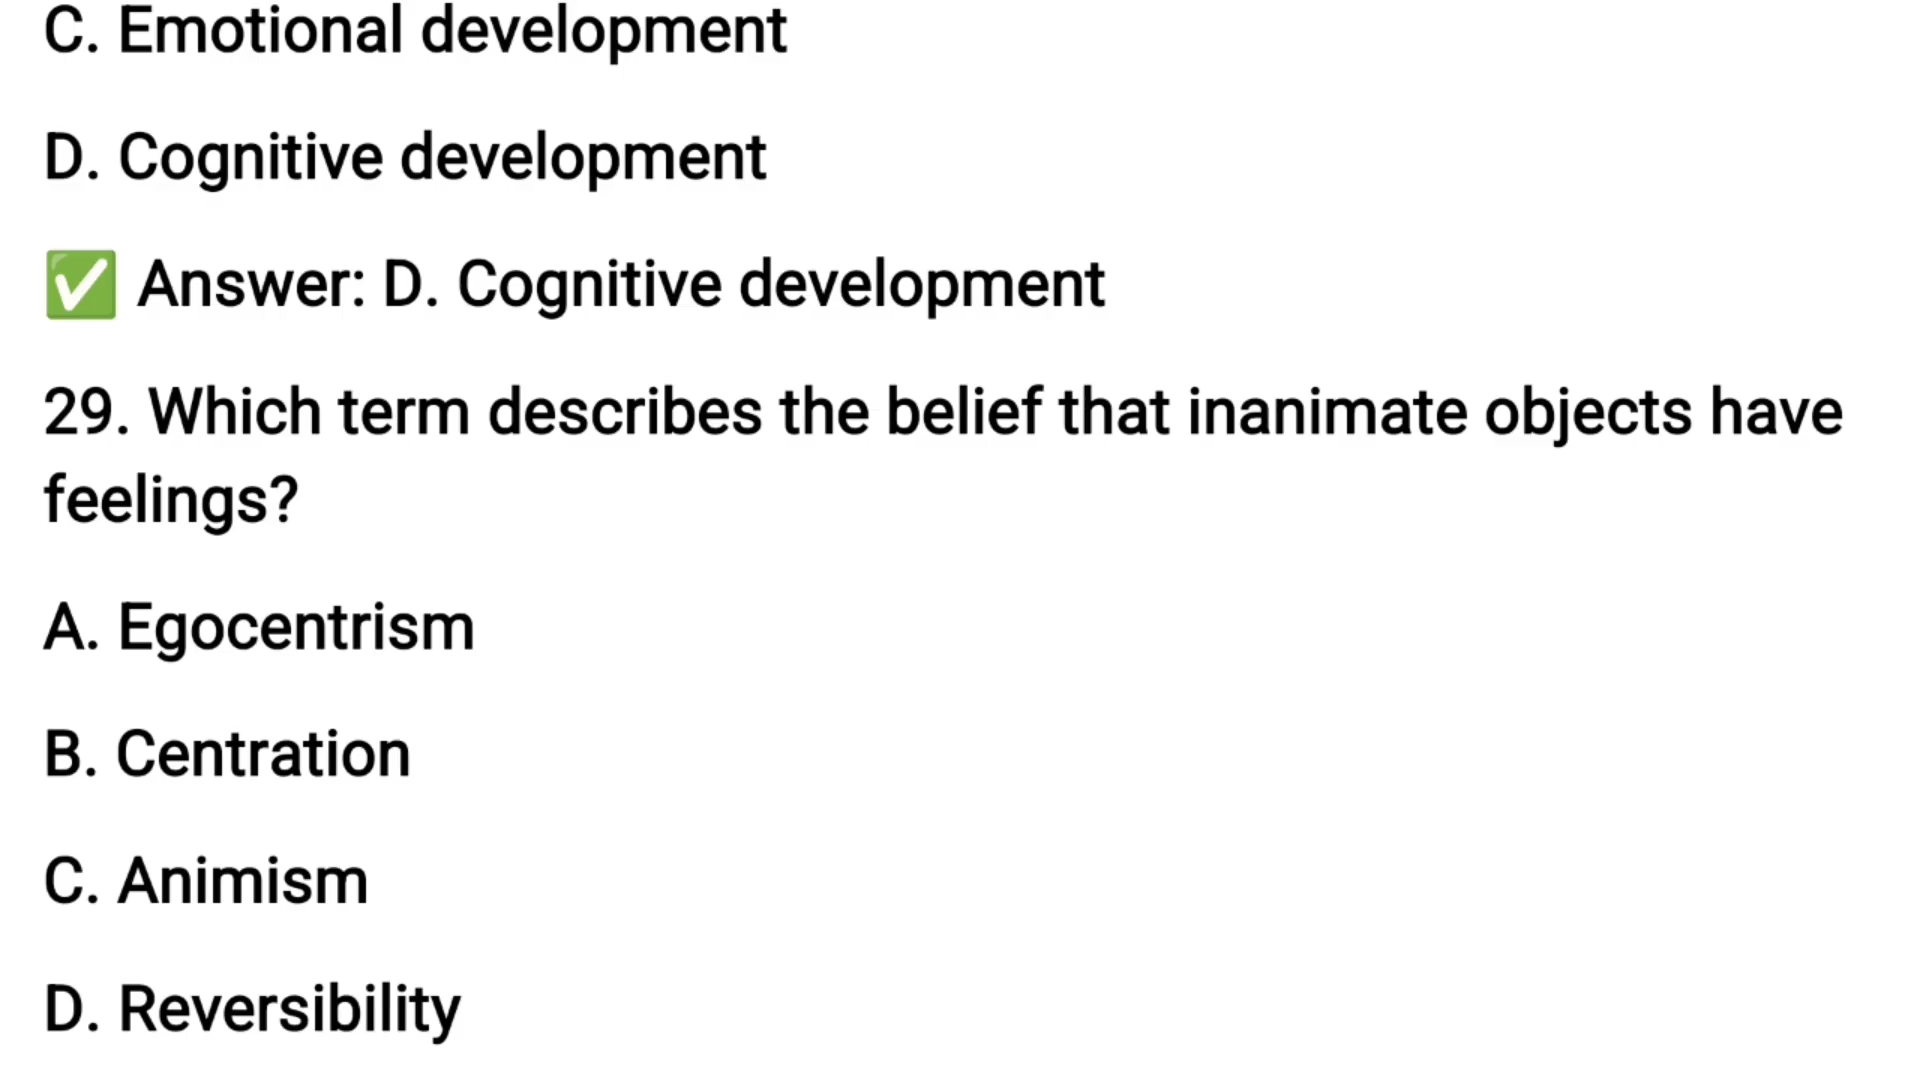 C. Emotional development
D. Cognitive development
✅ Answer: D. Cognitive development
29. Which term describes the belief that inanimate objects have
feelings?
A. Egocentrism
B. Centration
C. Animism
D. Reversibility